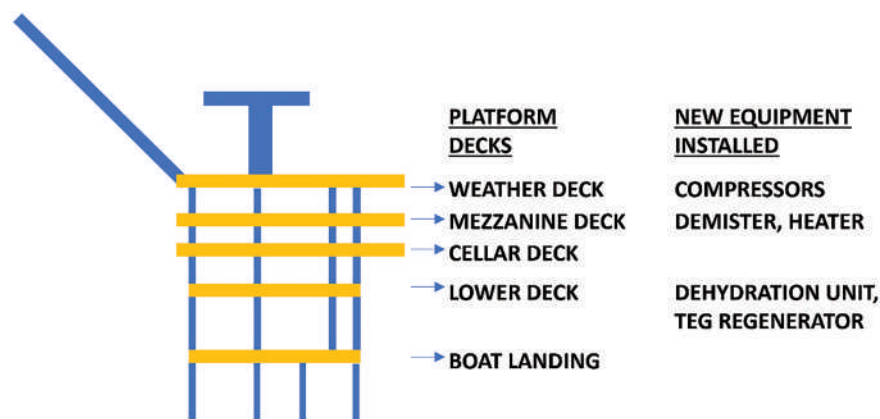 PLATFORM
DECKS
NEW EQUIPMENT
INSTALLED
WEATHER DECK
COMPRESSORS
MEZZANINE DECK
DEMISTER, HEATER
CELLAR DECK
LOWER DECK
DEHYDRATION UNIT,
TEG REGENERATOR
BOAT LANDING